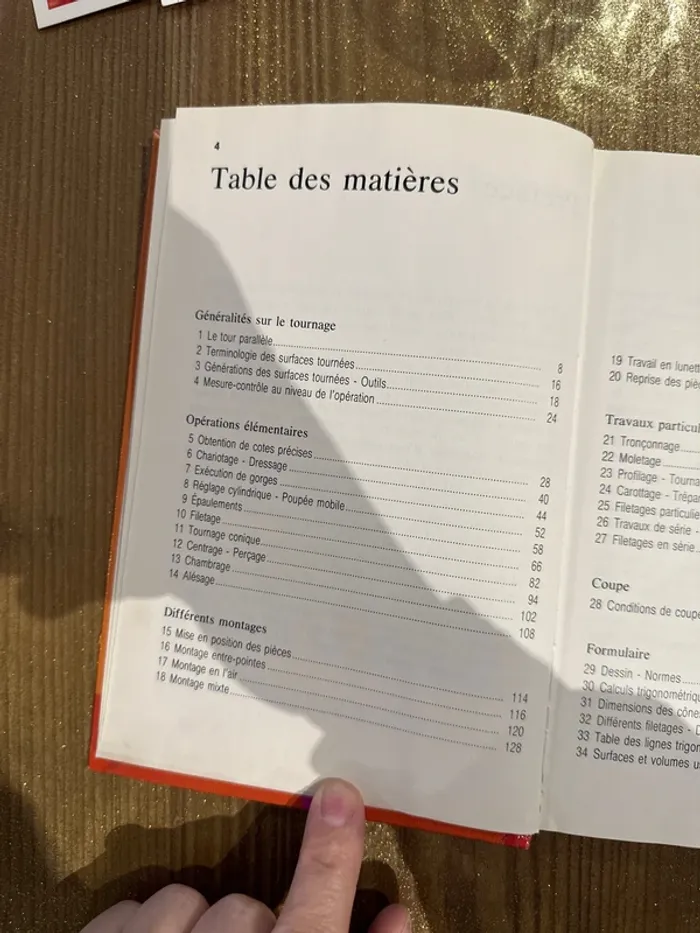 4
Table des matières
Généralités sur le tournage
1 Le tour parallèle 8
2 Terminologie des surfaces tournées 16
3 Générations des surfaces tournées - Outils 18
4 Mesure-contrôle au niveau de l'opération 24
Opérations élémentaires
5 Obtention de cotes précises 28
6 Chariotage - Dressage 40
7 Exécution de gorges 44
8 Réglage cylindrique - Poupée mobile 52
9 Épaulements 58
10 Filetage 66
11 Tournage conique 82
12 Centrage - Perçage 94
13 Chambrage 102
14 Alésage 108
Différents montages
15 Mise en position des pièces 114
16 Montage entre-pointes 116
17 Montage en l'air 120
18 Montage mixte 128
19 Travail en lunett
20 Reprise des piè
Travaux particul
21 Tronçonnage
22 Moletage
23 Profilage - Tourna
24 Carottage - Trépa
25 Filetages particulie
26 Travaux de série -
27 Filetages en série
Coupe
28 Conditions de coupe
Formulaire
29 Dessin - Normes
30 Calculs trigonométriqu
31 Dimensions des cône
32 Différents filetages - D
33 Table des lignes trigon
34 Surfaces et volumes u